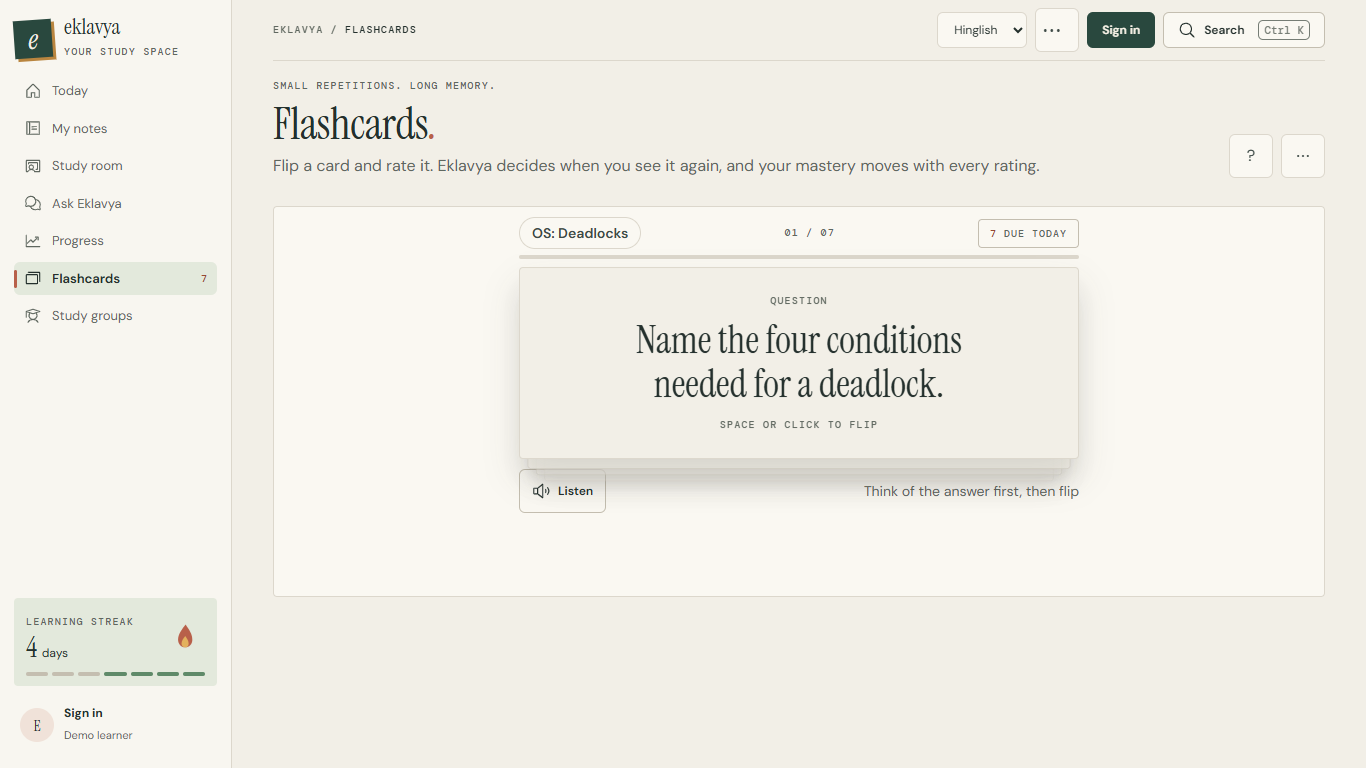 e
eklavya
YOUR STUDY SPACE
Today
My notes
Study room
Ask Eklavya
Progress
Flashcards 7
Study groups
LEARNING STREAK
4 days
E
Sign in
Demo learner
EKLAVYA / FLASHCARDS
Hinglish
...
Sign in
Search Ctrl K
SMALL REPETITIONS. LONG MEMORY.
Flashcards.
Flip a card and rate it. Eklavya decides when you see it again, and your mastery moves with every rating.
?
...
OS: Deadlocks
01 / 07
7 DUE TODAY
QUESTION
Name the four conditions
needed for a deadlock.
SPACE OR CLICK TO FLIP
Listen
Think of the answer first, then flip